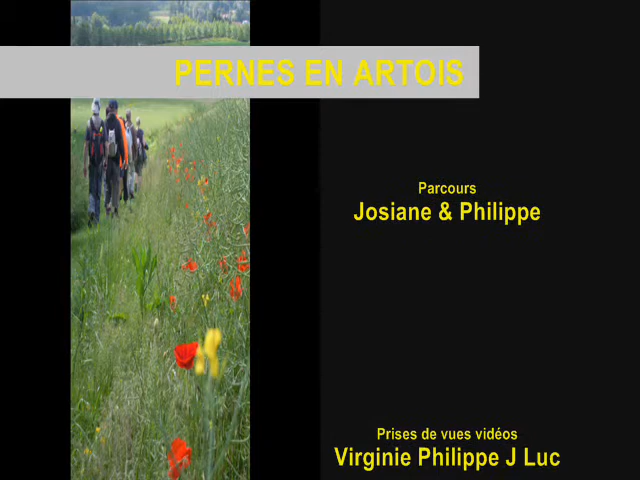 PERNES EN ARTOIS
Parcours
Josiane & Philippe
Prises de vues vidéos
Virginie Philippe J Luc